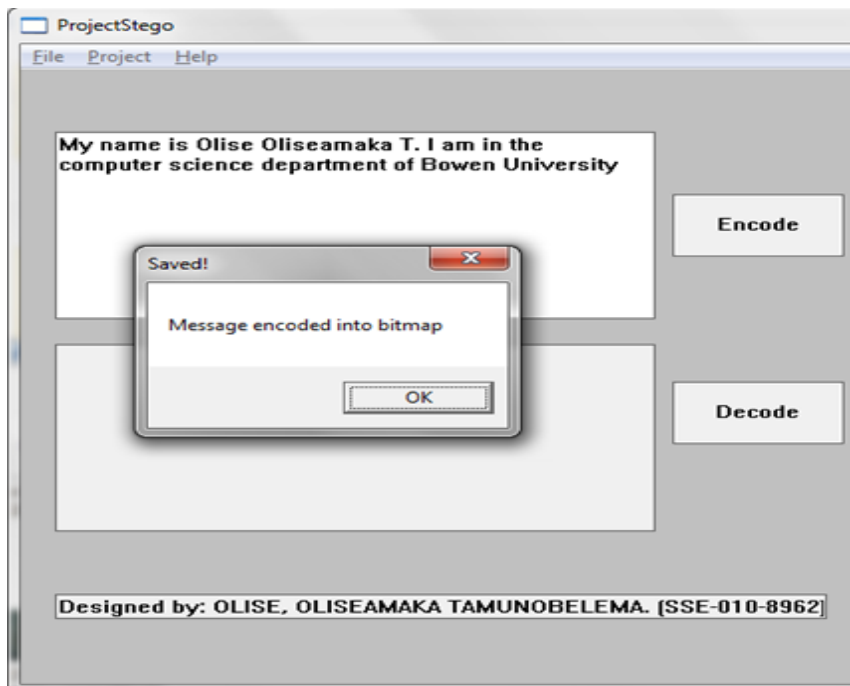 ProjectStego
File Project Help
My name is Olise Oliseamaka T. I am in the
computer science department of Bowen University
Encode
Saved!
Message encoded into bitmap
OK
Decode
Designed by: OLISE, OLISEAMAKA TAMUNOBELEMA. (SSE-010-8962)